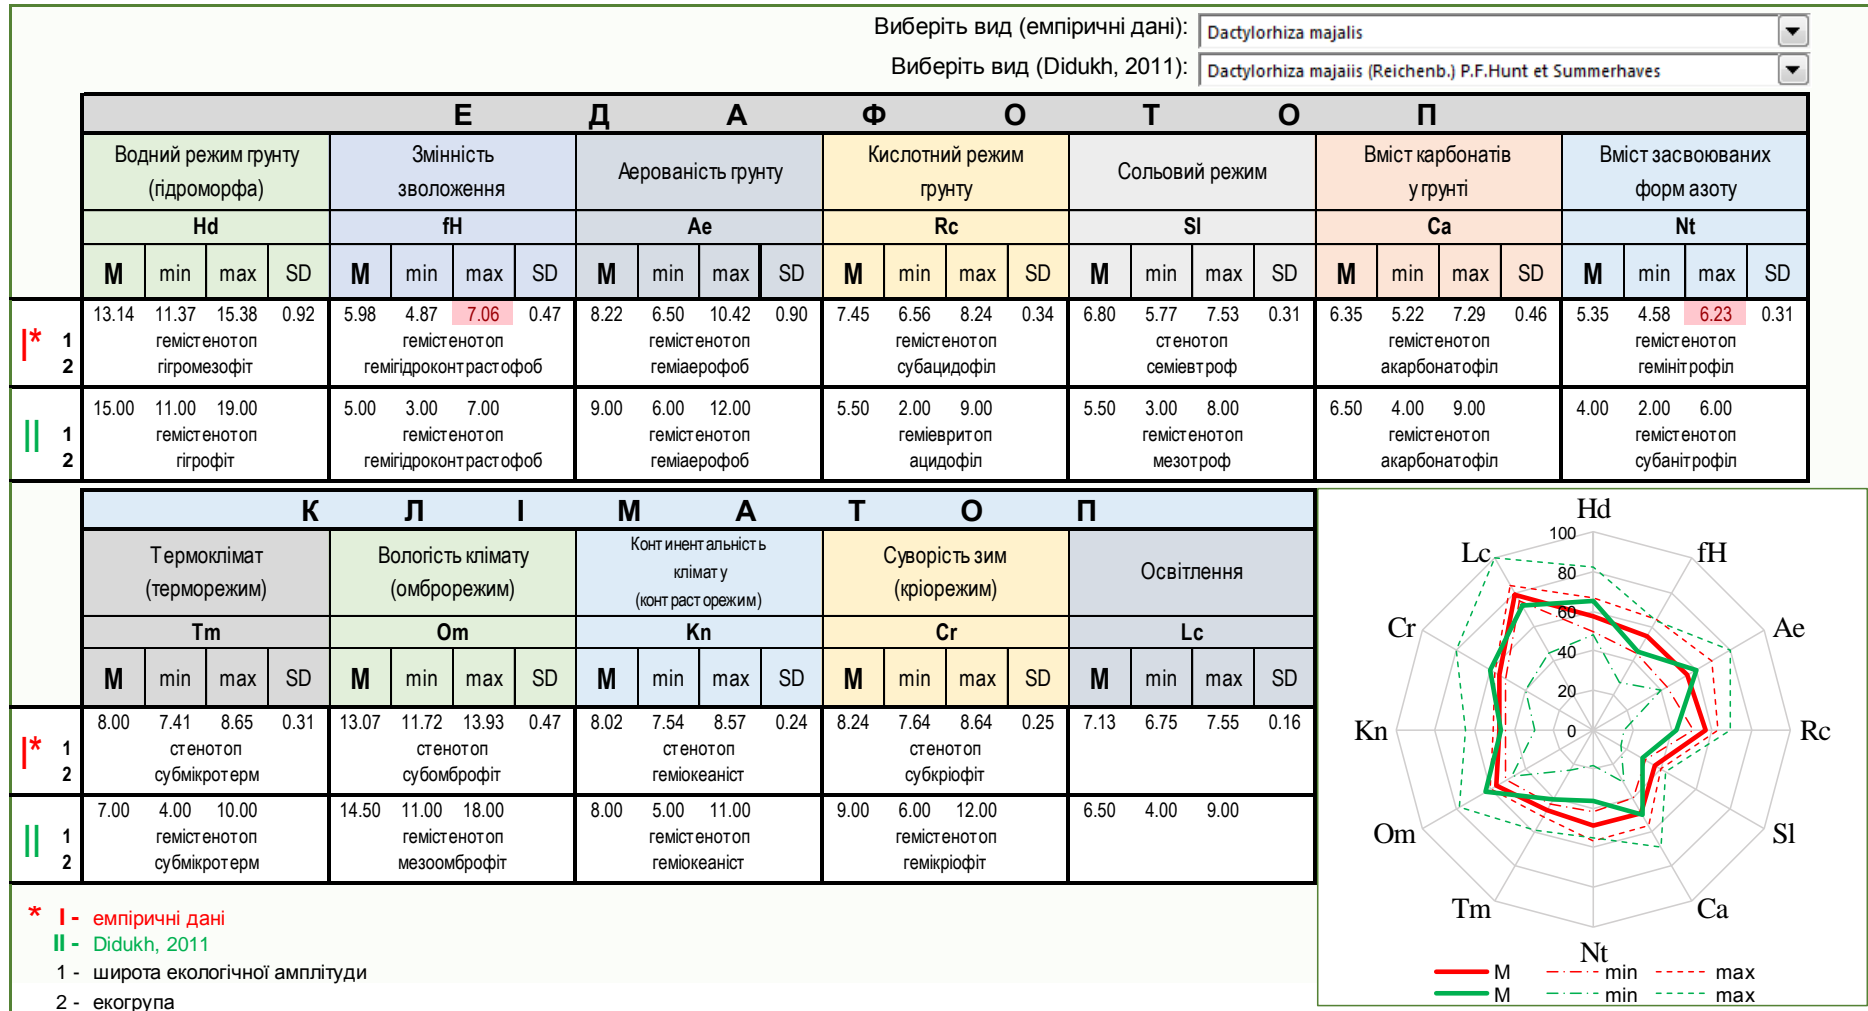 Виберіть вид (емпіричні дані): Dactylorhiza majalis
Виберіть вид (Didukh, 2011): Dactylorhiza majaiis (Reichenb.) P.F.Hunt et Summerhaves
Е Д А Ф О Т О П
Водний режим грунту (гідроморфа) Змінність зволоження Аерованість грунту Кислотний режим грунту Сольовий режим Вміст карбонатів у грунті Вміст засвоюваних форм азоту
Hd fH Ae Rc Sl Ca Nt
M min max SD M min max SD M min max SD M min max SD M min max SD M min max SD M min max SD
13.14 11.37 15.38 0.92 5.98 4.87 7.06 0.47 8.22 6.50 10.42 0.90 7.45 6.56 8.24 0.34 6.80 5.77 7.53 0.31 6.35 5.22 7.29 0.46 5.35 4.58 6.23 0.31
I* 1 гемістенотоп гемістенотоп гемістенотоп гемістенотоп стенотоп гемістенотоп гемістенотоп
2 гігромезофіт гемігідроконтрастофоб геміаерофоб субацидофіл семіевтроф акарбонатофіл гемінітрофіл
15.00 11.00 19.00 5.00 3.00 7.00 9.00 6.00 12.00 5.50 2.00 9.00 5.50 3.00 8.00 6.50 4.00 9.00 4.00 2.00 6.00
II 1 гемістенотоп гемістенотоп гемістенотоп геміевритоп гемістенотоп гемістенотоп гемістенотоп
2 гігрофіт гемігідроконтрастофоб геміаерофоб ацидофіл мезотроф акарбонатофіл субанітрофіл
К Л І М А Т О П
Термоклімат (терморежим) Вологість клімату (омброрежим) Континентальність клімату (контрасторежим) Суворість зим (кріорежим) Освітлення
Tm Om Kn Cr Lc
M min max SD M min max SD M min max SD M min max SD M min max SD
8.00 7.41 8.65 0.31 13.07 11.72 13.93 0.47 8.02 7.54 8.57 0.24 8.24 7.64 8.64 0.25 7.13 6.75 7.55 0.16
I* 1 стенотоп стенотоп стенотоп стенотоп
2 субмікротерм субомброфіт геміокеаніст субкріофіт
7.00 4.00 10.00 14.50 11.00 18.00 8.00 5.00 11.00 9.00 6.00 12.00 6.50 4.00 9.00
II 1 гемістенотоп гемістенотоп гемістенотоп гемістенотоп
2 субмікротерм мезоомброфіт геміокеаніст гемікріофіт
* I - емпіричні дані
II - Didukh, 2011
1 - широта екологічної амплітуди
2 - екогрупа
Hd
100
Lc fH
80
60
Cr Ae
40
20
Kn 0 Rc
Om Sl
Tm Ca
Nt
M min max
M min max